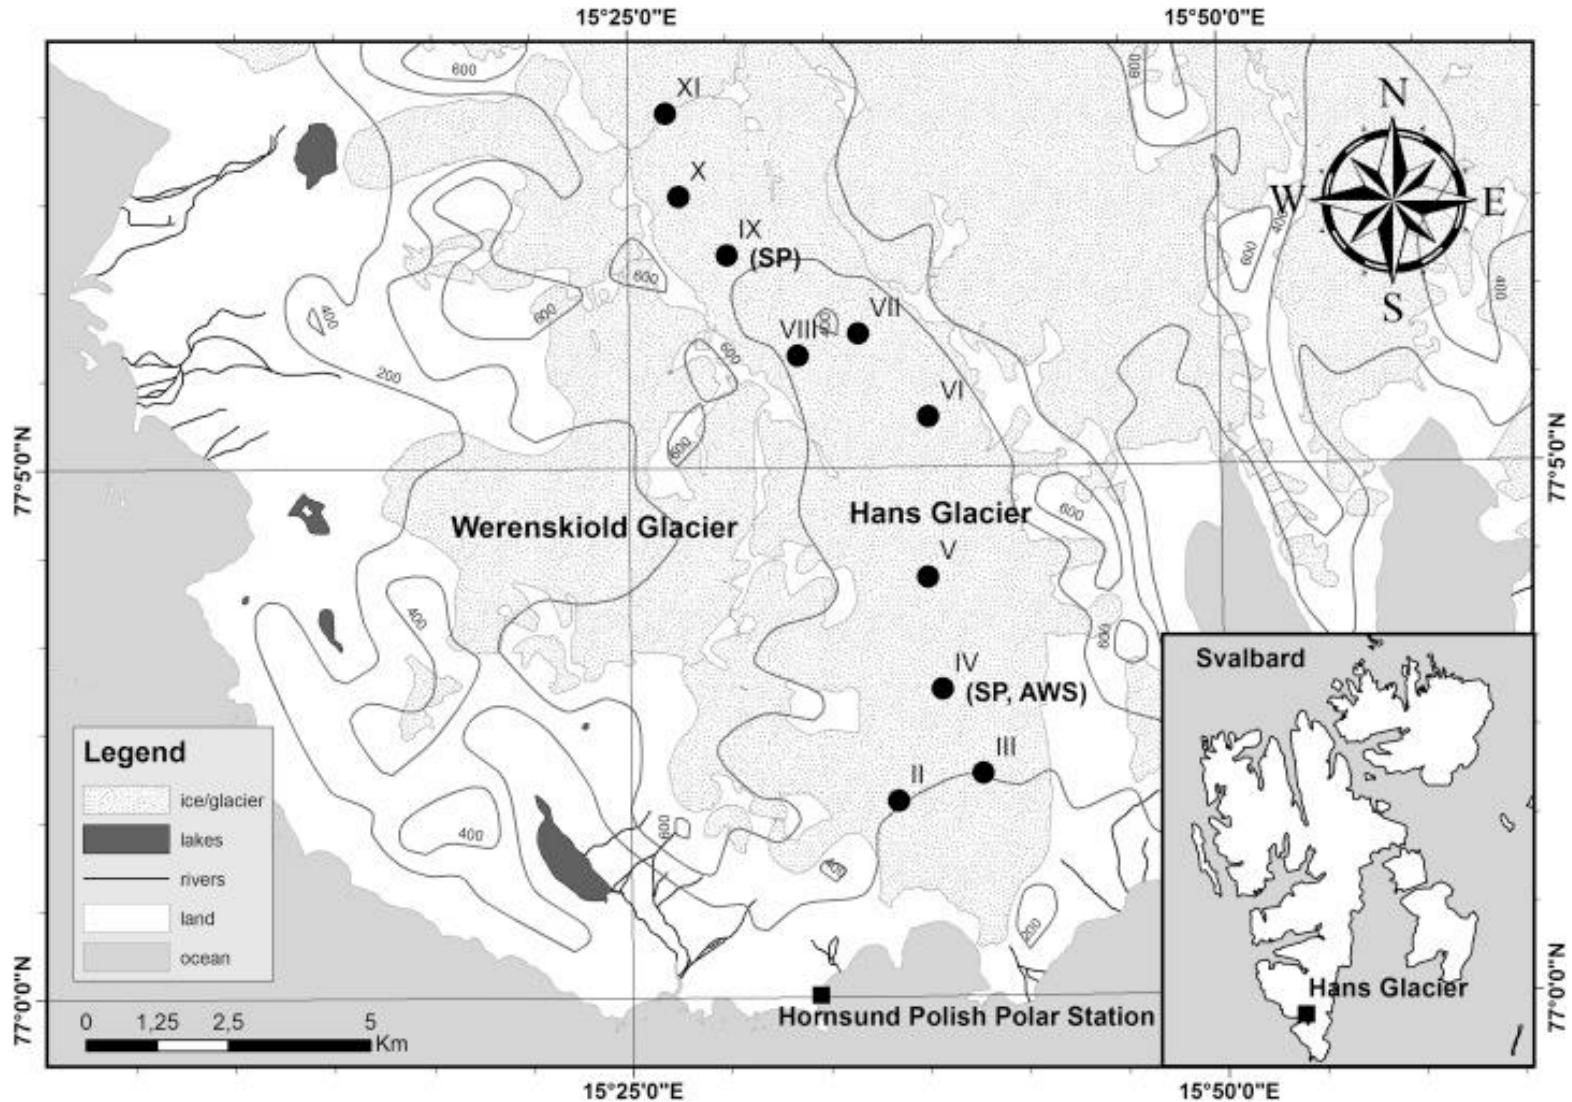 15°25'0"E
15°50'0"E
600
600
XI
N
X
W
E
IX
(SP)
400
600
600
400
S
600
400
VII
VIII
600
200
VI
600
77°5'0"N
77°5'0"N
600
Werenskiold Glacier
Hans Glacier
V
400
600
IV
(SP, AWS)
Svalbard
III
II
Legend
ice/glacier
lakes
rivers
land
ocean
400
600
400
200
77°0'0"N
77°0'0"N
Hornsund Polish Polar Station
Hans Glacier
0 1,25 2,5 5
Km
15°25'0"E
15°50'0"E